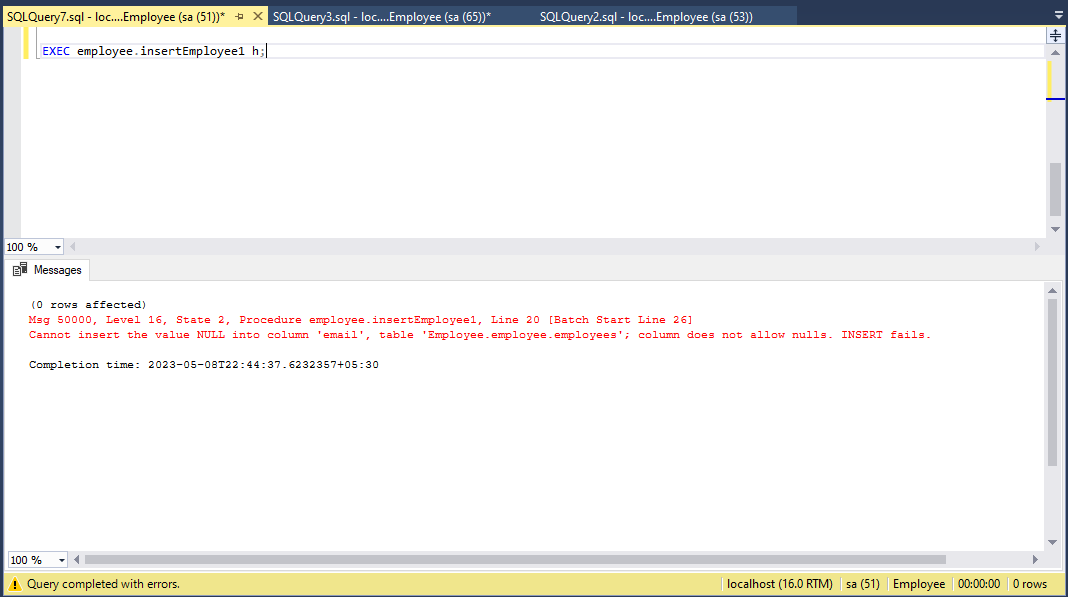 SQLQuery7.sql - loc....Employee (sa (51))* SQLQuery3.sql - loc....Employee (sa (65))* SQLQuery2.sql - loc....Employee (sa (53))
EXEC employee.insertEmployee1 h;
100 %
Messages
(0 rows affected)
Msg 50000, Level 16, State 2, Procedure employee.insertEmployee1, Line 20 [Batch Start Line 26]
Cannot insert the value NULL into column 'email', table 'Employee.employee.employees'; column does not allow nulls. INSERT fails.
Completion time: 2023-05-08T22:44:37.6232357+05:30
100 %
Query completed with errors. localhost (16.0 RTM) sa (51) Employee 00:00:00 0 rows